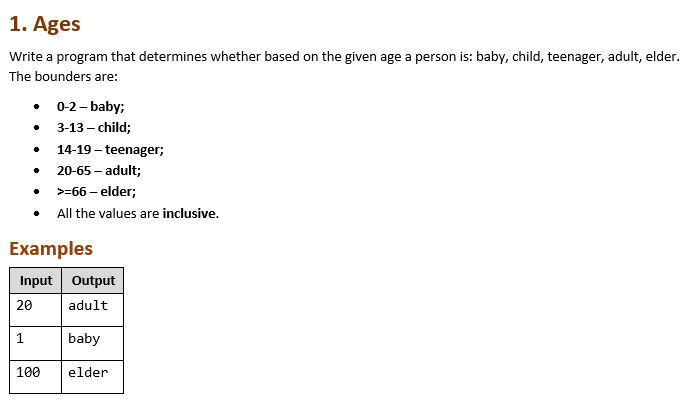 1. Ages
Write a program that determines whether based on the given age a person is: baby, child, teenager, adult, elder.
The bounders are:
• 0-2 – baby;
• 3-13 – child;
• 14-19 – teenager;
• 20-65 – adult;
• >=66 – elder;
• All the values are inclusive.
Examples
Input Output
20 adult
1 baby
100 elder